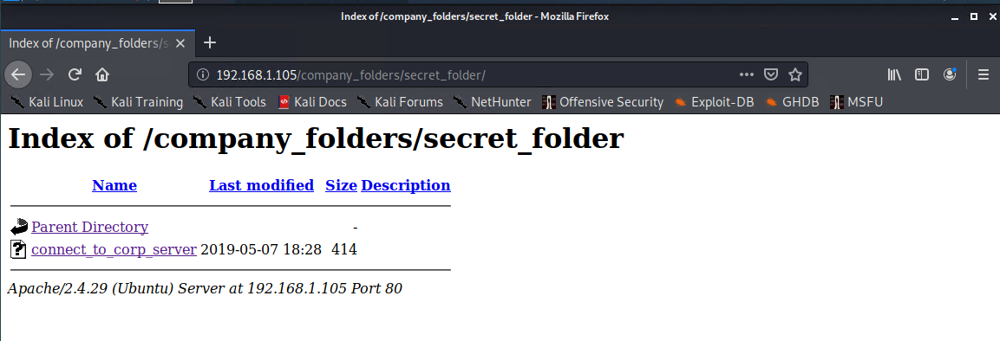 Index of /company_folders/secret_folder - Mozilla Firefox
Index of /company_folders/s
192.168.1.105/company_folders/secret_folder/
Kali Linux Kali Training Kali Tools Kali Docs Kali Forums NetHunter Offensive Security Exploit-DB GHDB MSFU
Index of /company_folders/secret_folder
Name Last modified Size Description
Parent Directory -
connect_to_corp_server 2019-05-07 18:28 414
Apache/2.4.29 (Ubuntu) Server at 192.168.1.105 Port 80